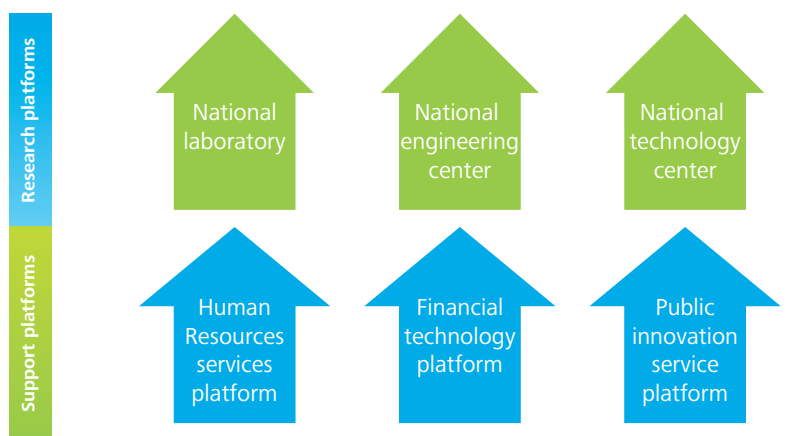 Research platforms
National
laboratory
National
engineering
center
National
technology
center
Support platforms
Human
Resources
services
platform
Financial
technology
platform
Public
innovation
service
platform